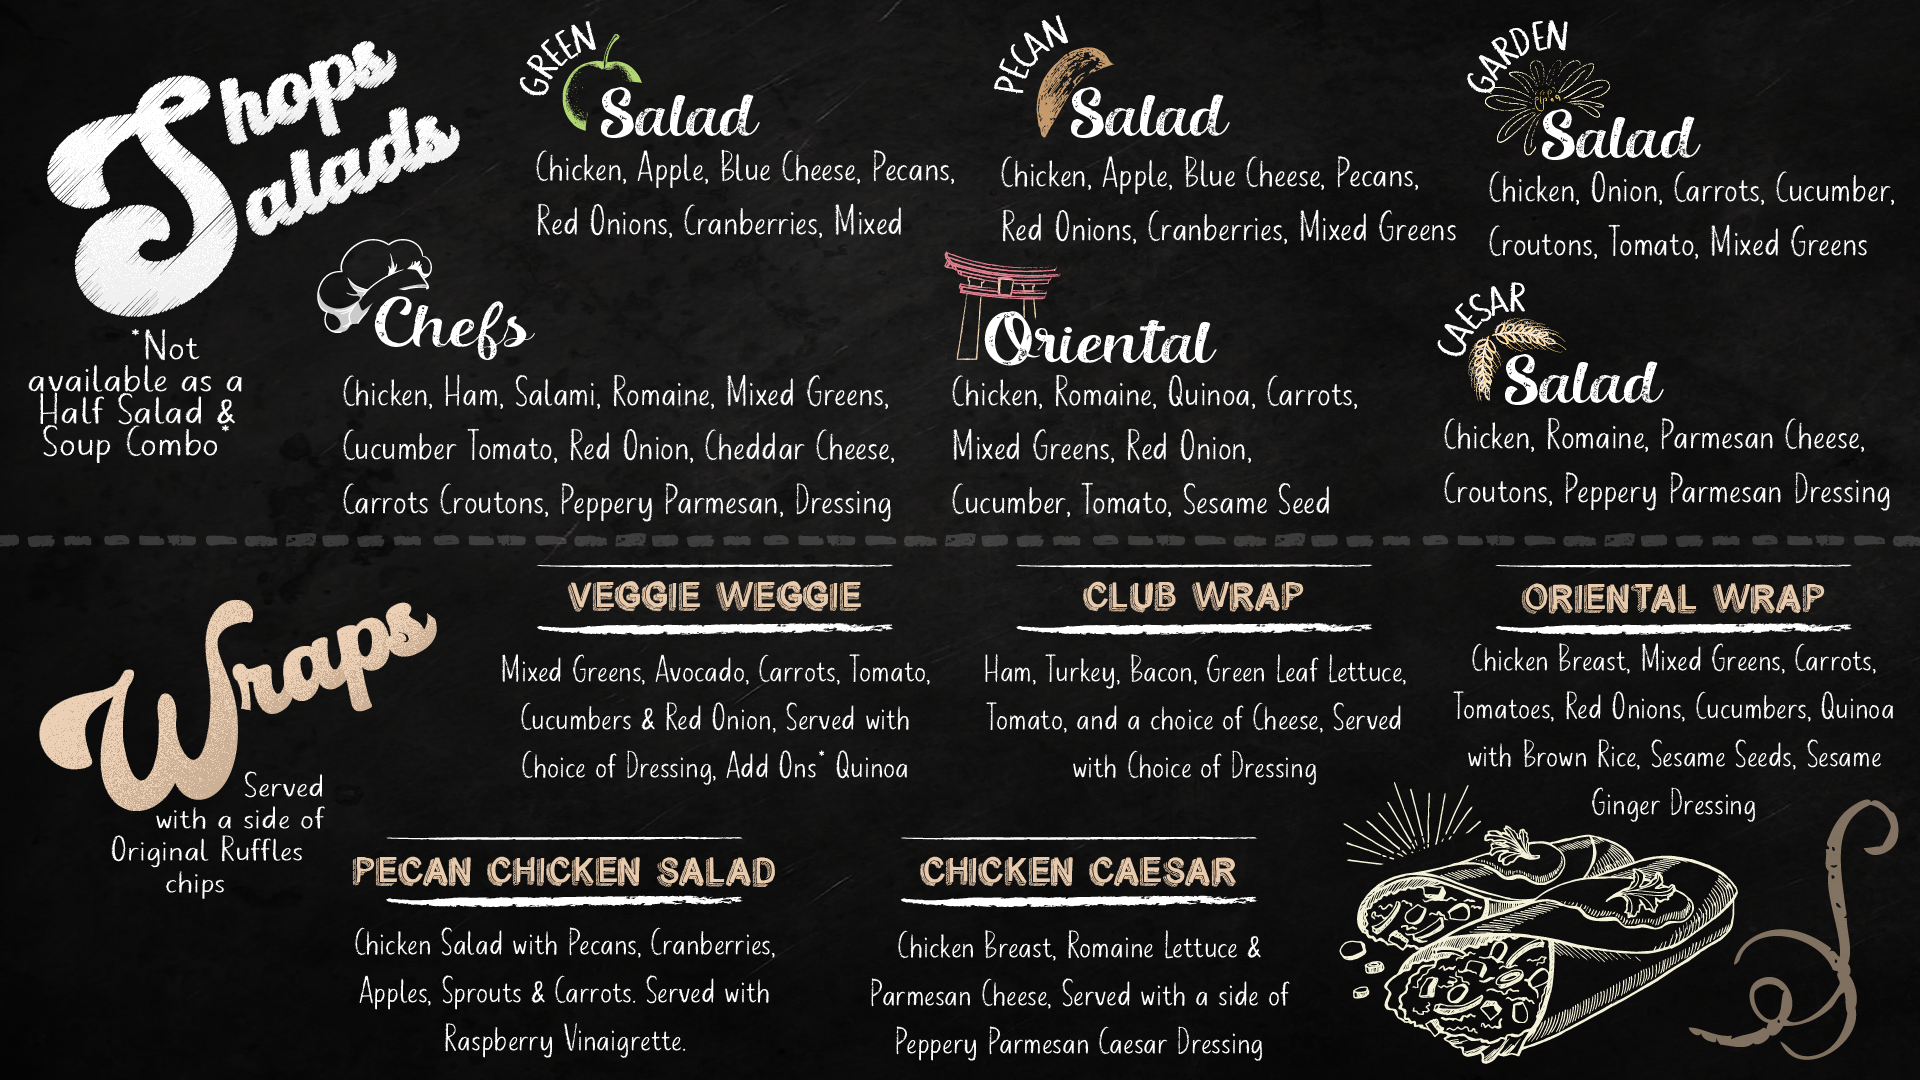 Shops
Salads
*Not
available as a
Half Salad &
Soup Combo*
GREEN
Salad
Chicken, Apple, Blue Cheese, Pecans,
Red Onions, Cranberries, Mixed
PECAN
Salad
Chicken, Apple, Blue Cheese, Pecans,
Red Onions, Cranberries, Mixed Greens
GARDEN
Salad
Chicken, Onion, Carrots, Cucumber,
Croutons, Tomato, Mixed Greens
Chefs
Chicken, Ham, Salami, Romaine, Mixed Greens,
Cucumber Tomato, Red Onion, Cheddar Cheese,
Carrots Croutons, Peppery Parmesan, Dressing
Oriental
Chicken, Romaine, Quinoa, Carrots,
Mixed Greens, Red Onion,
Cucumber, Tomato, Sesame Seed
CAESAR
Salad
Chicken, Romaine, Parmesan Cheese,
Croutons, Peppery Parmesan Dressing
Wraps
Served
with a side of
Original Ruffles
chips
VEGGIE WEGGIE
Mixed Greens, Avocado, Carrots, Tomato,
Cucumbers & Red Onion, Served with
Choice of Dressing, Add Ons* Quinoa
CLUB WRAP
Ham, Turkey, Bacon, Green Leaf Lettuce,
Tomato, and a choice of Cheese, Served
with Choice of Dressing
ORIENTAL WRAP
Chicken Breast, Mixed Greens, Carrots,
Tomatoes, Red Onions, Cucumbers, Quinoa
with Brown Rice, Sesame Seeds, Sesame
Ginger Dressing
PECAN CHICKEN SALAD
Chicken Salad with Pecans, Cranberries,
Apples, Sprouts & Carrots. Served with
Raspberry Vinaigrette.
CHICKEN CAESAR
Chicken Breast, Romaine Lettuce &
Parmesan Cheese, Served with a side of
Peppery Parmesan Caesar Dressing